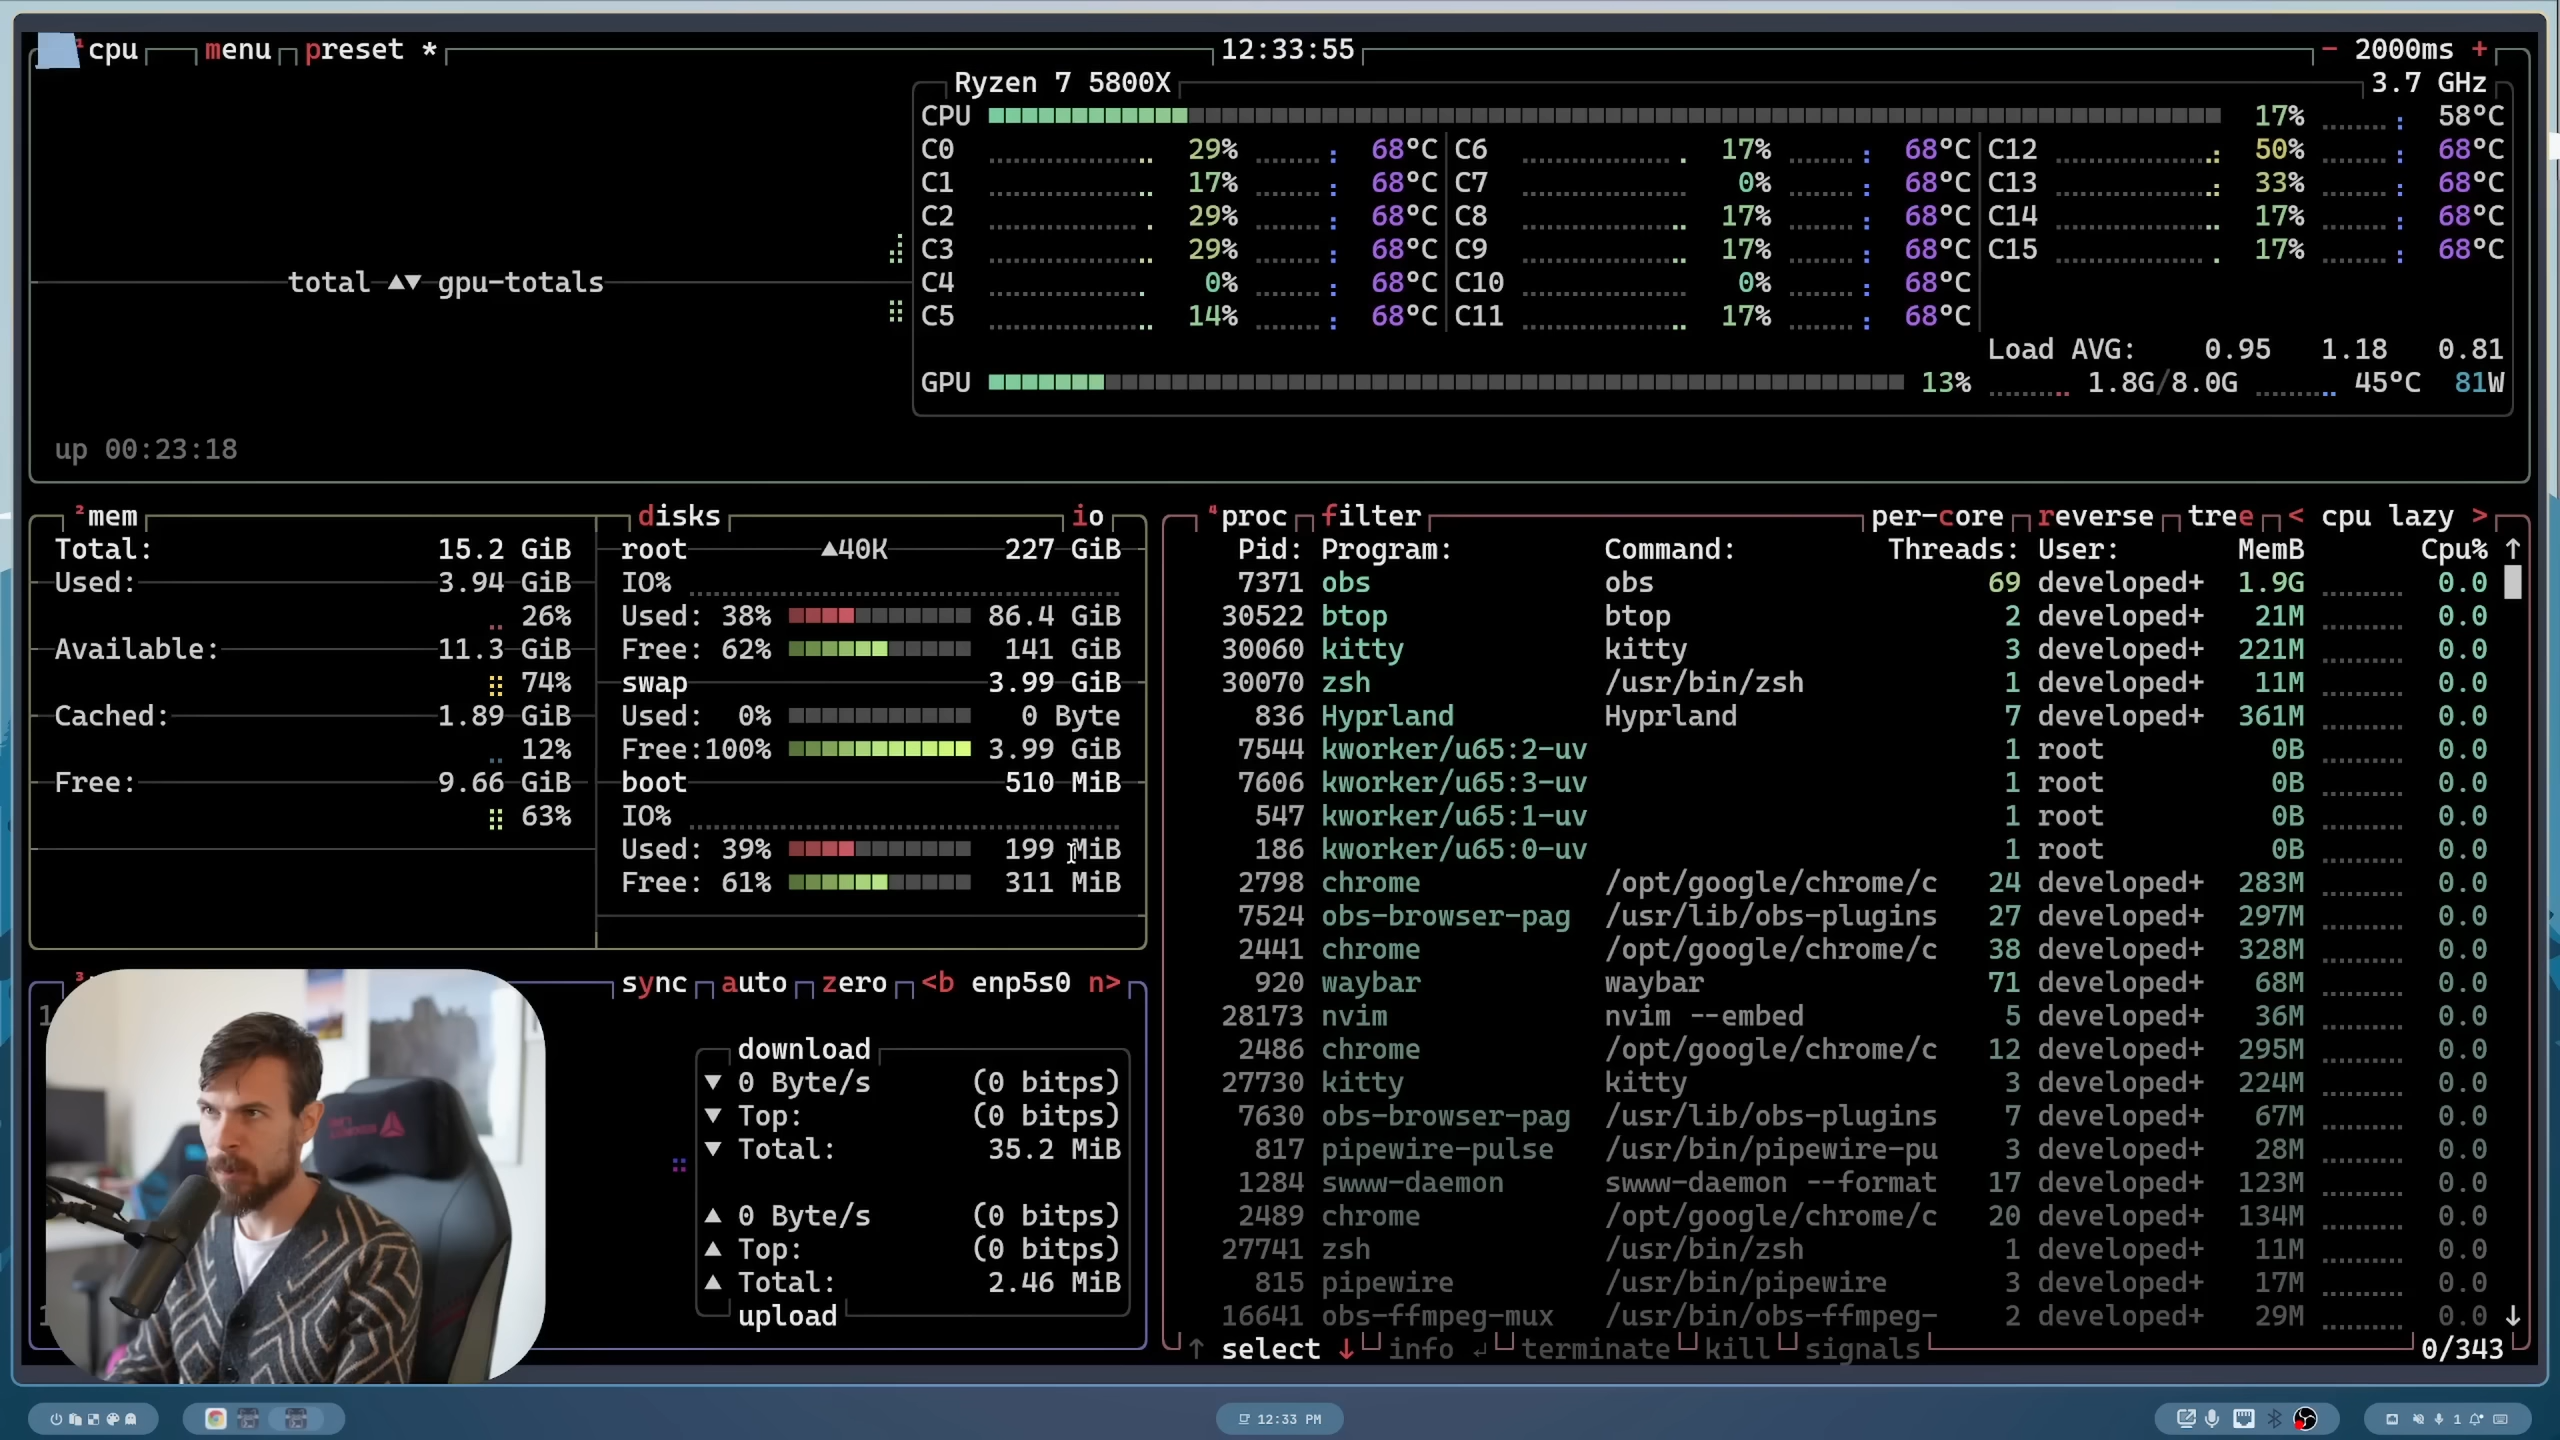 ¹cpu menu preset * 12:33:55 - 2000ms +
Ryzen 7 5800X 3.7 GHz
CPU 17% 58°C
C0 29% 68°C C6 17% 68°C C12 50% 68°C
C1 17% 68°C C7 0% 68°C C13 33% 68°C
C2 29% 68°C C8 17% 68°C C14 17% 68°C
C3 29% 68°C C9 17% 68°C C15 17% 68°C
total ▲▼ gpu-totals
C4 0% 68°C C10 0% 68°C
C5 14% 68°C C11 17% 68°C
Load AVG: 0.95 1.18 0.81
GPU 13% 1.8G/8.0G 45°C 81W
up 00:23:18
²mem
Total: 15.2 GiB
Used: 3.94 GiB
26%
Available: 11.3 GiB
74%
Cached: 1.89 GiB
12%
Free: 9.66 GiB
63%
disks io
root ▲40K 227 GiB
IO%
Used: 38% 86.4 GiB
Free: 62% 141 GiB
swap 3.99 GiB
Used: 0% 0 Byte
Free:100% 3.99 GiB
boot 510 MiB
IO%
Used: 39% 199 MiB
Free: 61% 311 MiB
³
sync auto zero <b enp5s0 n>
download
▼ 0 Byte/s (0 bitps)
▼ Top: (0 bitps)
▼ Total: 35.2 MiB
▲ 0 Byte/s (0 bitps)
▲ Top: (0 bitps)
▲ Total: 2.46 MiB
upload
⁴proc filter per-core reverse tree < cpu lazy >
Pid: Program: Command: Threads: User: MemB Cpu% ↑
7371 obs obs 69 developed+ 1.9G 0.0
30522 btop btop 2 developed+ 21M 0.0
30060 kitty kitty 3 developed+ 221M 0.0
30070 zsh /usr/bin/zsh 1 developed+ 11M 0.0
836 Hyprland Hyprland 7 developed+ 361M 0.0
7544 kworker/u65:2-uv 1 root 0B 0.0
7606 kworker/u65:3-uv 1 root 0B 0.0
547 kworker/u65:1-uv 1 root 0B 0.0
186 kworker/u65:0-uv 1 root 0B 0.0
2798 chrome /opt/google/chrome/c 24 developed+ 283M 0.0
7524 obs-browser-pag /usr/lib/obs-plugins 27 developed+ 297M 0.0
2441 chrome /opt/google/chrome/c 38 developed+ 328M 0.0
920 waybar waybar 71 developed+ 68M 0.0
28173 nvim nvim --embed 5 developed+ 36M 0.0
2486 chrome /opt/google/chrome/c 12 developed+ 295M 0.0
27730 kitty kitty 3 developed+ 224M 0.0
7630 obs-browser-pag /usr/lib/obs-plugins 7 developed+ 67M 0.0
817 pipewire-pulse /usr/bin/pipewire-pu 3 developed+ 28M 0.0
1284 swww-daemon swww-daemon --format 17 developed+ 123M 0.0
2489 chrome /opt/google/chrome/c 20 developed+ 134M 0.0
27741 zsh /usr/bin/zsh 1 developed+ 11M 0.0
815 pipewire /usr/bin/pipewire 3 developed+ 17M 0.0
16641 obs-ffmpeg-mux /usr/bin/obs-ffmpeg- 2 developed+ 29M 0.0 ↓
↑ select ↓ info ↲ terminate kill signals 0/343
12:33 PM
1